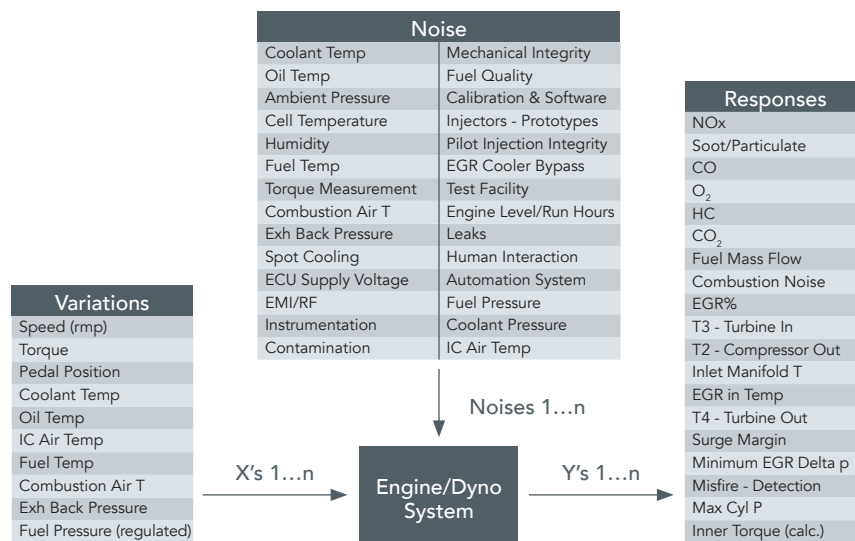 Noise
Coolant Temp
Oil Temp
Ambient Pressure
Cell Temperature
Humidity
Fuel Temp
Torque Measurement
Combustion Air T
Exh Back Pressure
Spot Cooling
ECU Supply Voltage
EMI/RF
Instrumentation
Contamination
Mechanical Integrity
Fuel Quality
Calibration & Software
Injectors - Prototypes
Pilot Injection Integrity
EGR Cooler Bypass
Test Facility
Engine Level/Run Hours
Leaks
Human Interaction
Automation System
Fuel Pressure
Coolant Pressure
IC Air Temp
Variations
Speed (rmp)
Torque
Pedal Position
Coolant Temp
Oil Temp
IC Air Temp
Fuel Temp
Combustion Air T
Exh Back Pressure
Fuel Pressure (regulated)
X's 1...n
Noises 1...n
Engine/Dyno
System
Y's 1...n
Responses
NOx
Soot/Particulate
CO
O₂
HC
CO₂
Fuel Mass Flow
Combustion Noise
EGR%
T3 - Turbine In
T2 - Compressor Out
Inlet Manifold T
EGR in Temp
T4 - Turbine Out
Surge Margin
Minimum EGR Delta p
Misfire - Detection
Max Cyl P
Inner Torque (calc.)